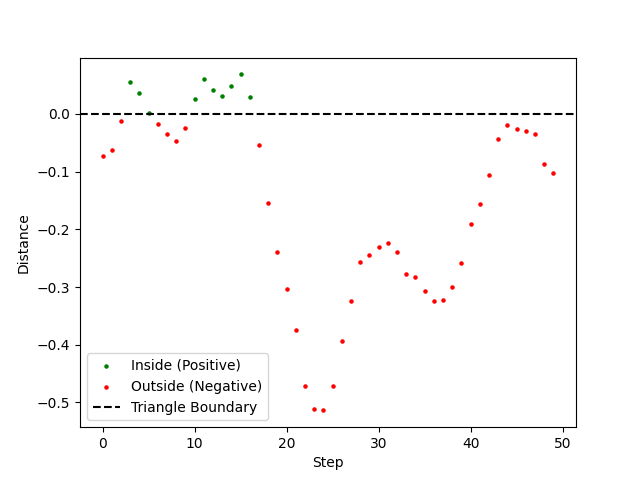 0.0
−0.1
−0.2
−0.3
−0.4
−0.5
Distance
Inside (Positive)
Outside (Negative)
Triangle Boundary
0 10 20 30 40 50
Step